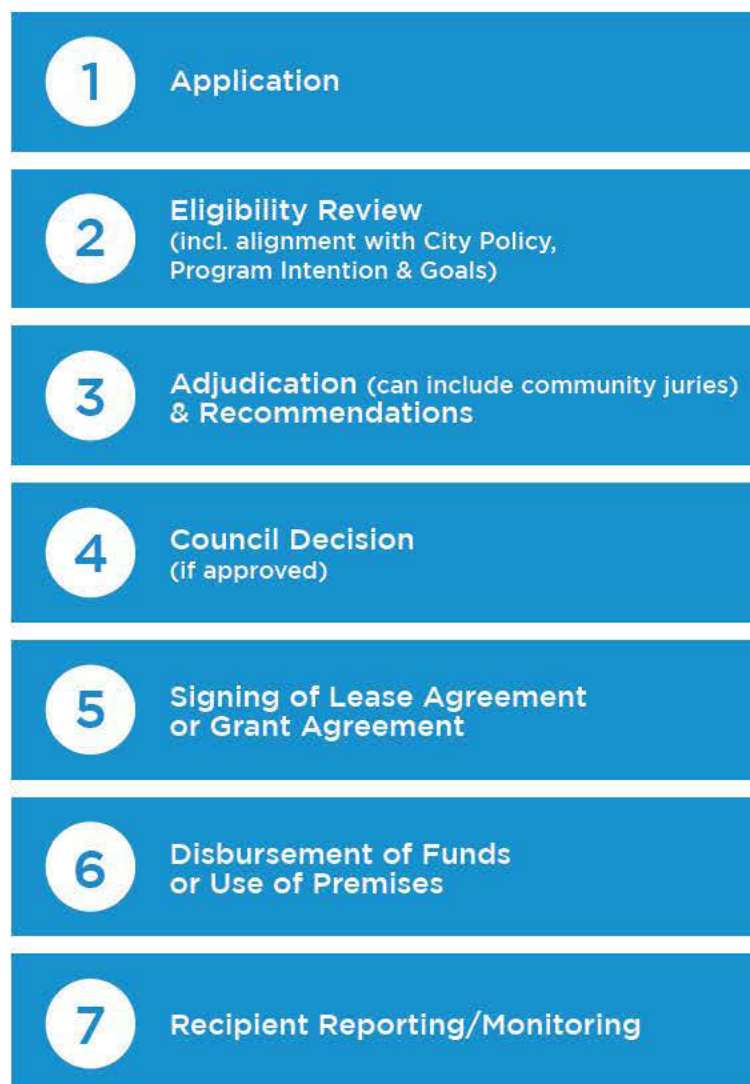 1
Application
2
Eligibility Review
(incl. alignment with City Policy,
Program Intention & Goals)
3
Adjudication (can include community juries)
& Recommendations
4
Council Decision
(if approved)
5
Signing of Lease Agreement
or Grant Agreement
6
Disbursement of Funds
or Use of Premises
7
Recipient Reporting/Monitoring